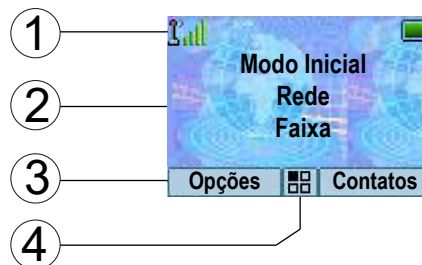 1
Modo Inicial
2
Rede
Faixa
3
Opções
Contatos
4